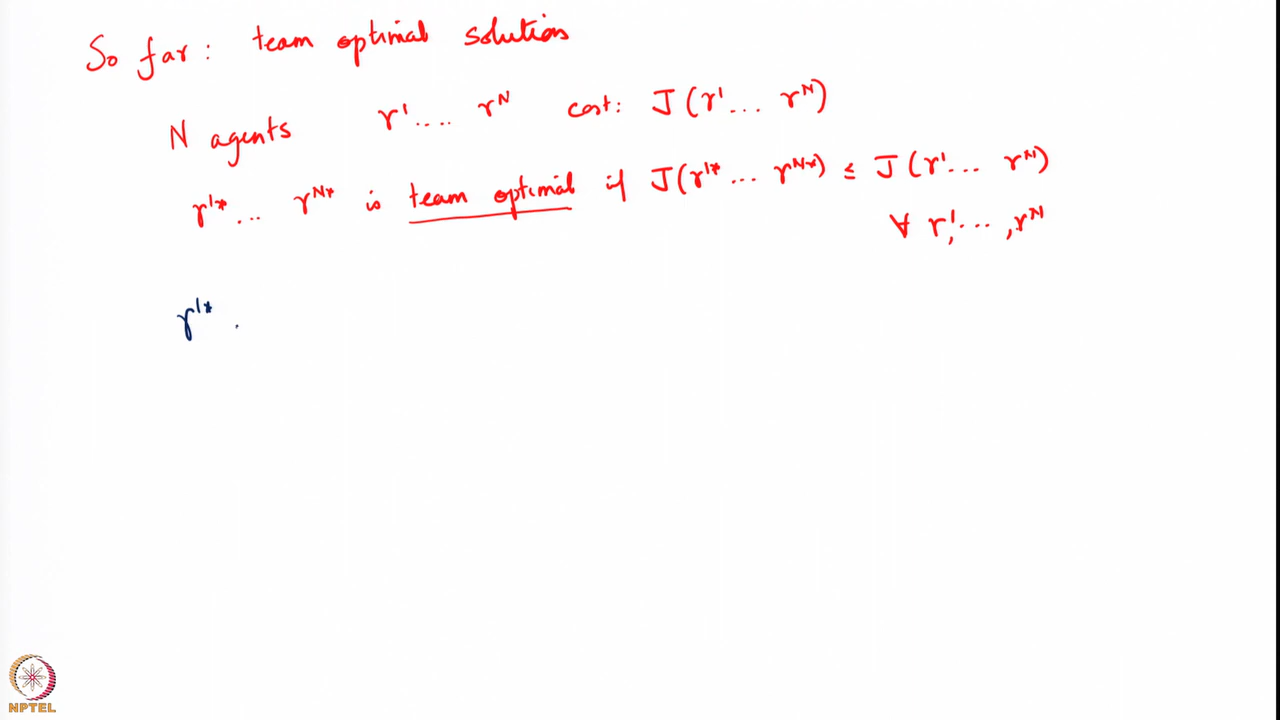 So far: team optimal solution
N agents γ¹.... γᴺ cost: J(γ¹... γᴺ)
γ¹*... γᴺ* is team optimal if J(γ¹*... γᴺ*) ≤ J(γ¹... γᴺ)
∀ γ¹,..., γᴺ
γ¹* .
NPTEL